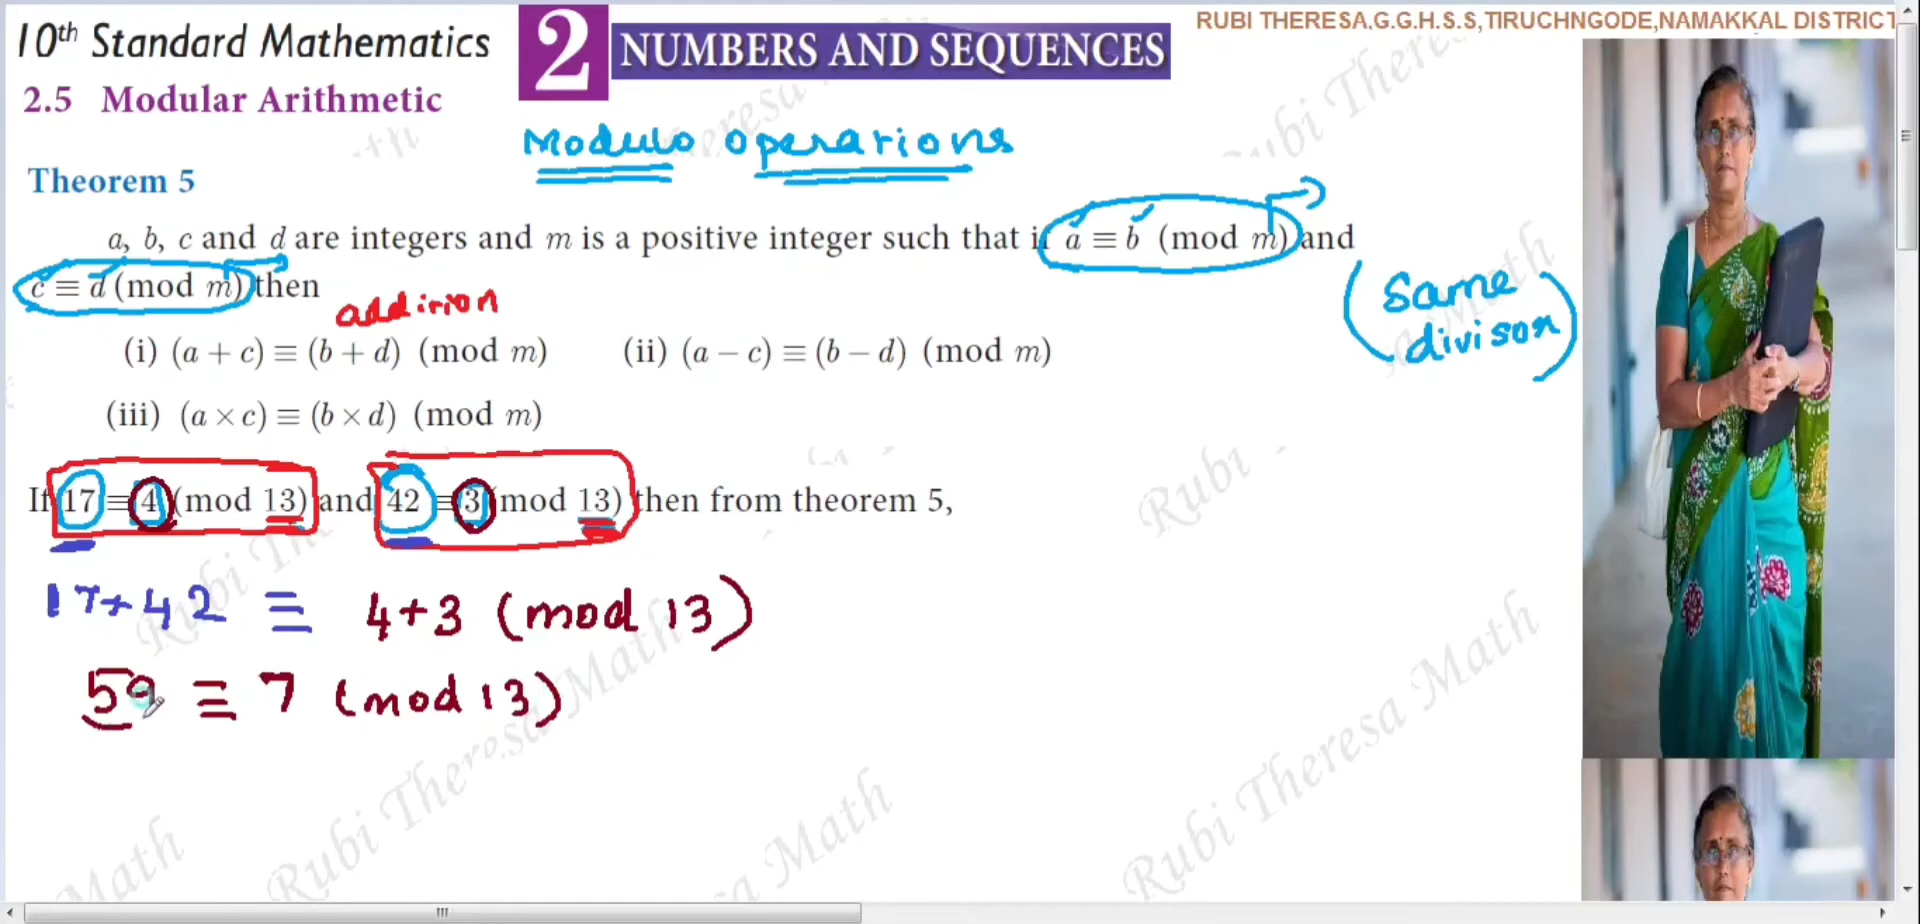 10th Standard Mathematics
2 NUMBERS AND SEQUENCES
RUBI THERESA,G.G.H.S.S,TIRUCHNGODE,NAMAKKAL DISTRICT
2.5 Modular Arithmetic
Modulo operations
Theorem 5
a, b, c and d are integers and m is a positive integer such that if a ≡ b (mod m) and
c ≡ d (mod m) then
(Same divison)
addition
(i) (a + c) ≡ (b + d) (mod m) (ii) (a − c) ≡ (b − d) (mod m)
(iii) (a × c) ≡ (b × d) (mod m)
If 17 ≡ 4 (mod 13) and 42 ≡ 3 (mod 13) then from theorem 5,
17+42 ≡ 4+3 (mod 13)
59 ≡ 7 (mod 13)
Rubi Theresa Math